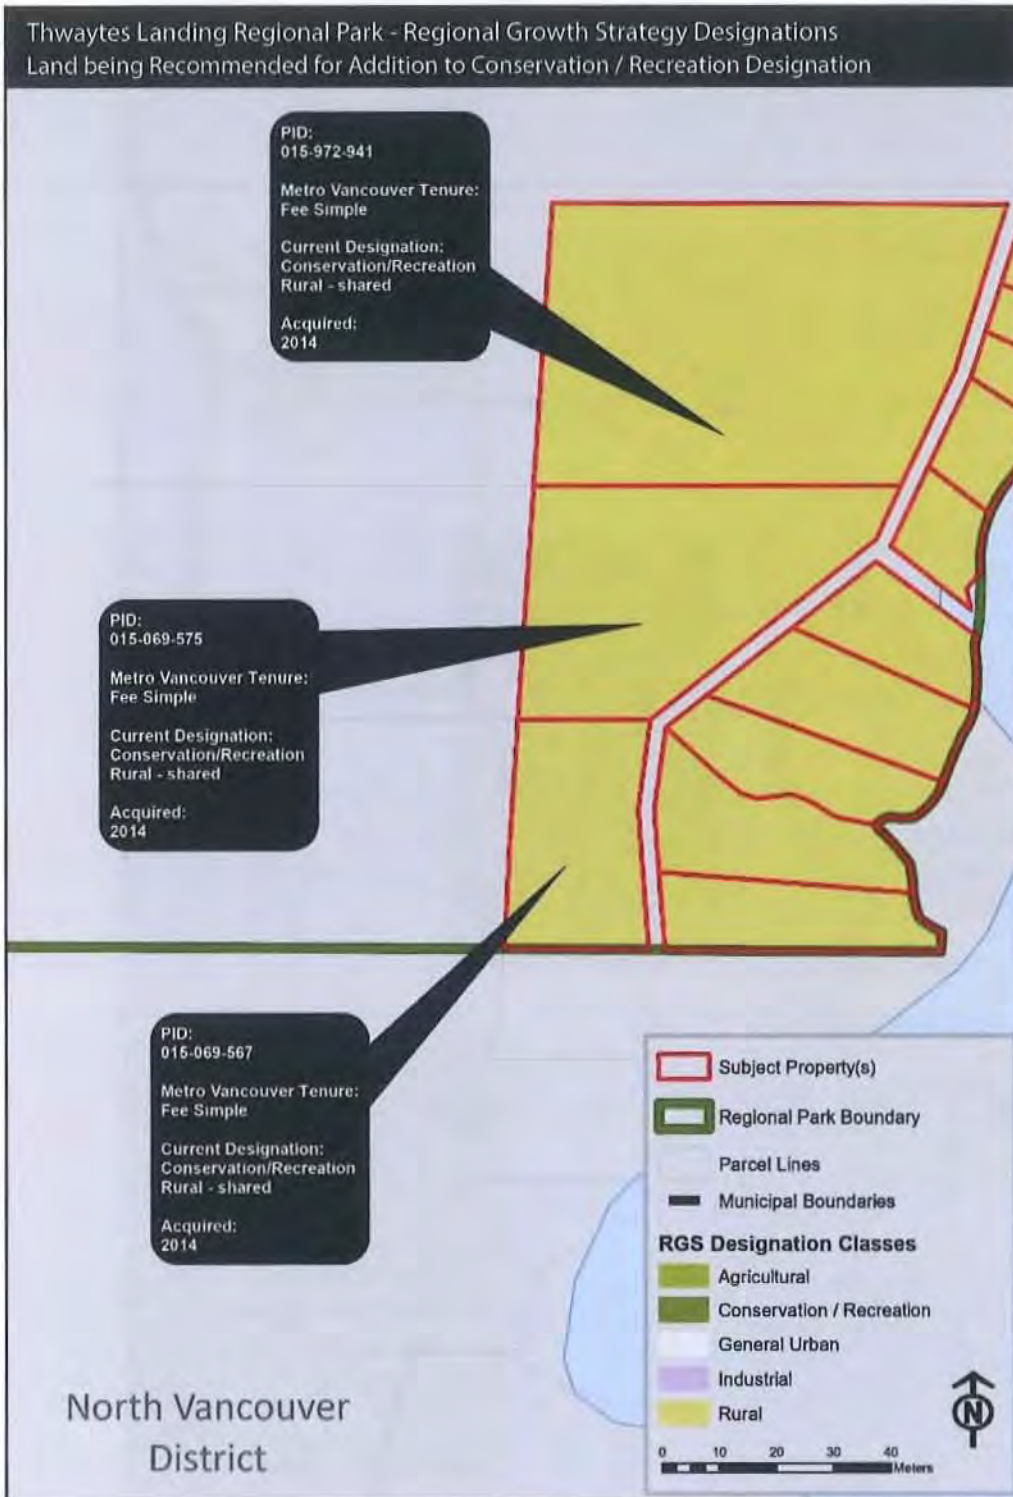 Thwaytes Landing Regional Park - Regional Growth Strategy Designations
Land being Recommended for Addition to Conservation / Recreation Designation
PID:
015-972-941
Metro Vancouver Tenure:
Fee Simple
Current Designation:
Conservation/Recreation
Rural - shared
Acquired:
2014
PID:
015-069-575
Metro Vancouver Tenure:
Fee Simple
Current Designation:
Conservation/Recreation
Rural - shared
Acquired:
2014
PID:
015-069-567
Metro Vancouver Tenure:
Fee Simple
Current Designation:
Conservation/Recreation
Rural - shared
Acquired:
2014
North Vancouver
District
Subject Property(s)
Regional Park Boundary
Parcel Lines
Municipal Boundaries
RGS Designation Classes
Agricultural
Conservation / Recreation
General Urban
Industrial
Rural
N
0 10 20 30 40
Meters